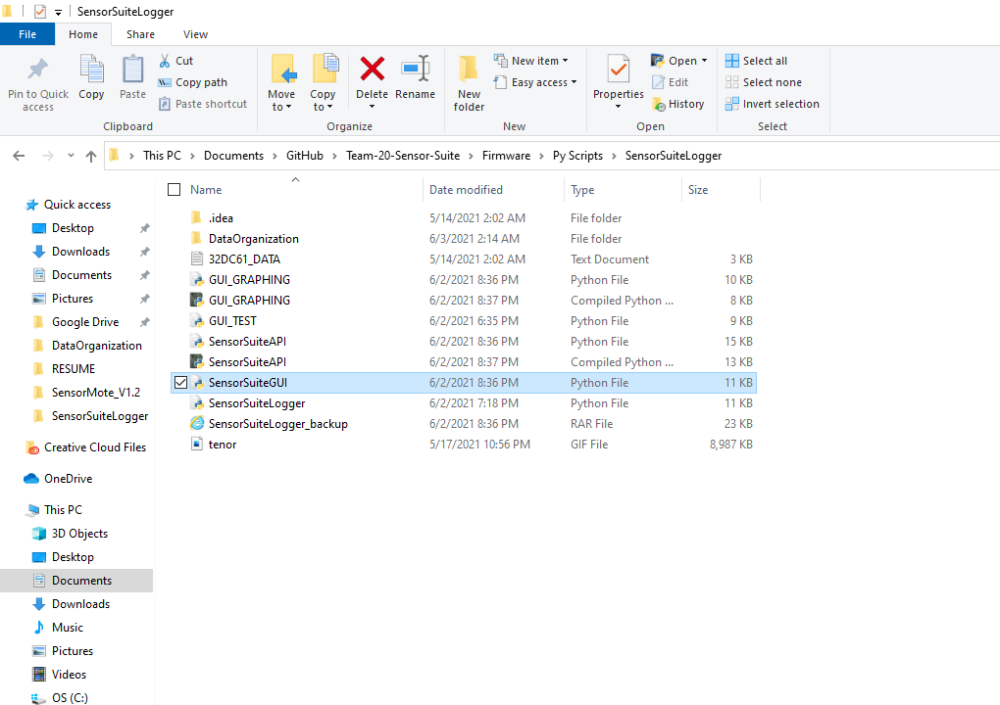 SensorSuiteLogger
File Home Share View
Pin to Quick access
Copy
Paste
Cut
Copy path
Paste shortcut
Clipboard
Move to
Copy to
Delete
Rename
Organize
New folder
New item
Easy access
New
Properties
Open
Edit
History
Open
Select all
Select none
Invert selection
Select
This PC > Documents > GitHub > Team-20-Sensor-Suite > Firmware > Py Scripts > SensorSuiteLogger
Quick access
Desktop
Downloads
Documents
Pictures
Google Drive
DataOrganization
RESUME
SensorMote_V1.2
SensorSuiteLogger
Creative Cloud Files
OneDrive
This PC
3D Objects
Desktop
Documents
Downloads
Music
Pictures
Videos
OS (C:)
Name Date modified Type Size
.idea 5/14/2021 2:02 AM File folder
DataOrganization 6/3/2021 2:14 AM File folder
32DC61_DATA 5/14/2021 2:02 AM Text Document 3 KB
GUI_GRAPHING 6/2/2021 8:36 PM Python File 10 KB
GUI_GRAPHING 6/2/2021 8:37 PM Compiled Python ... 8 KB
GUI_TEST 6/2/2021 6:35 PM Python File 9 KB
SensorSuiteAPI 6/2/2021 8:36 PM Python File 15 KB
SensorSuiteAPI 6/2/2021 8:37 PM Compiled Python ... 13 KB
SensorSuiteGUI 6/2/2021 8:36 PM Python File 11 KB
SensorSuiteLogger 6/2/2021 7:18 PM Python File 11 KB
SensorSuiteLogger_backup 6/2/2021 8:36 PM RAR File 23 KB
tenor 5/17/2021 10:56 PM GIF File 8,987 KB